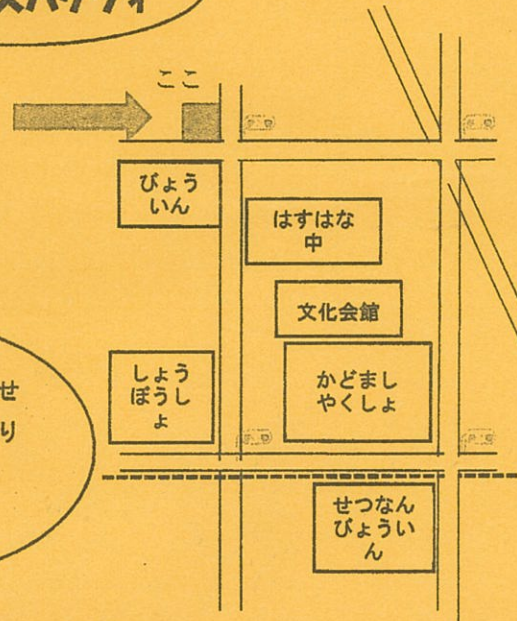 ここ
びょう
いん
はすはな
中
文化会館
しょう
ぼうし
ょ
かどまし
やくしょ
せ
り
せつなん
びょうい
ん